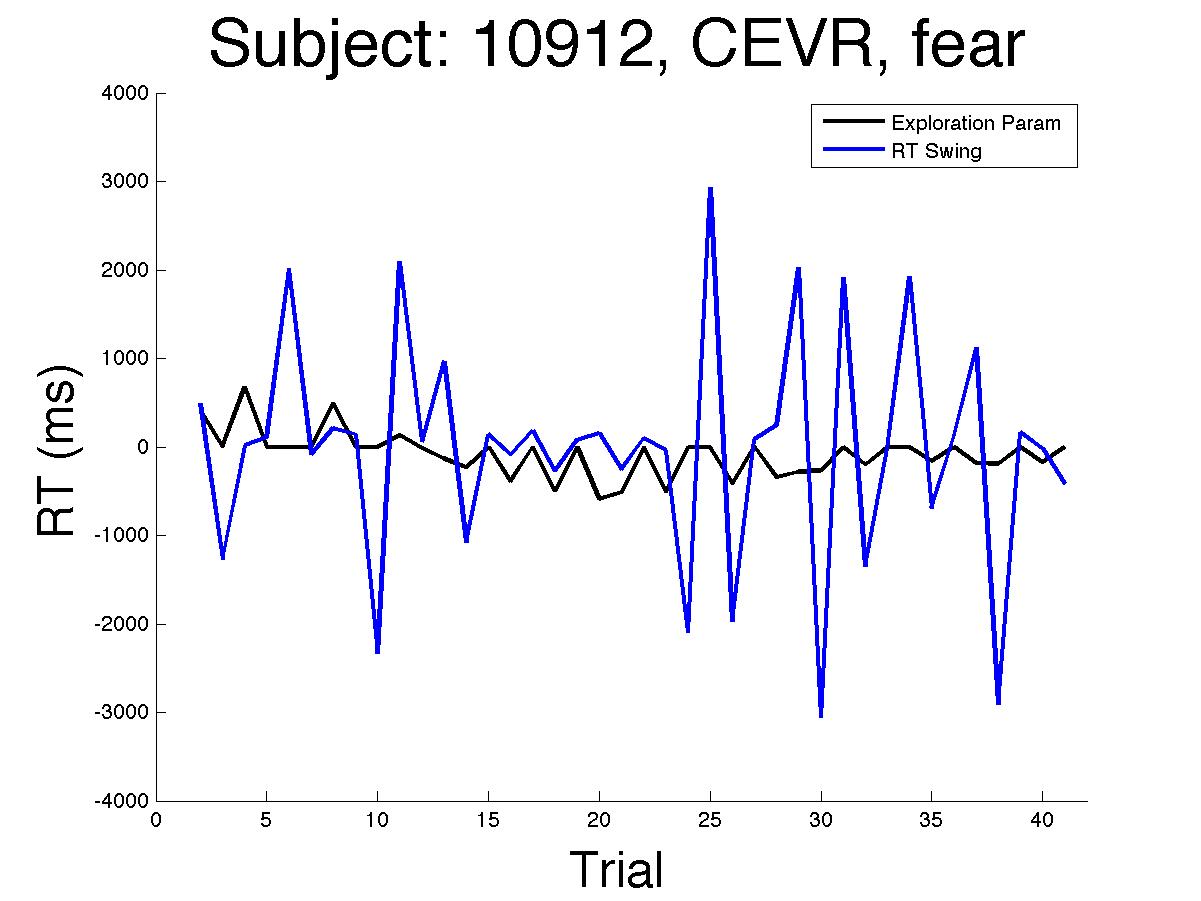 Subject: 10912, CEVR, fear
Exploration Param
RT Swing
4000
3000
2000
1000
0
-1000
-2000
-3000
-4000
RT (ms)
0 5 10 15 20 25 30 35 40
Trial